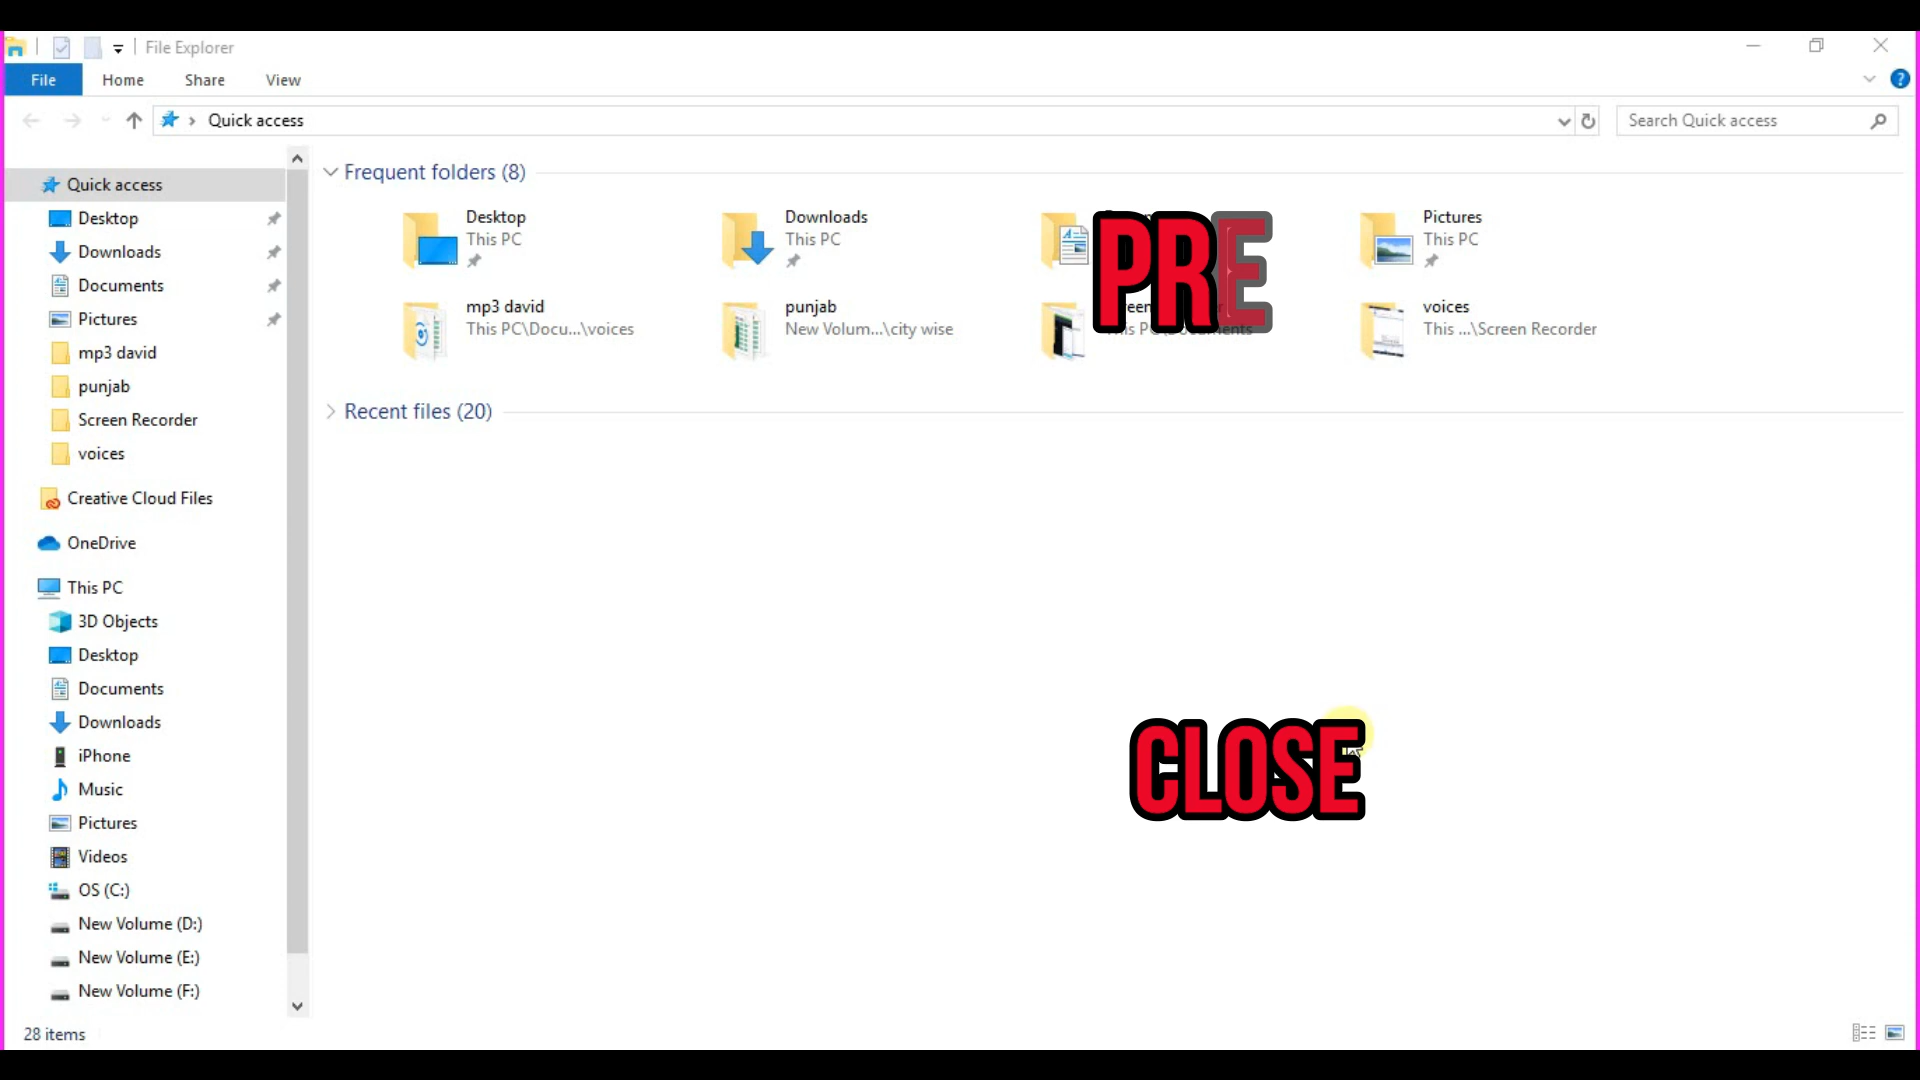 File Explorer
File Home Share View
Quick access
Search Quick access
Quick access
Desktop
Downloads
Documents
Pictures
mp3 david
punjab
Screen Recorder
voices
Creative Cloud Files
OneDrive
This PC
3D Objects
Desktop
Documents
Downloads
iPhone
Music
Pictures
Videos
OS (C:)
New Volume (D:)
New Volume (E:)
New Volume (F:)
28 items
Frequent folders (8)
Desktop
This PC
Downloads
This PC
Pictures
This PC
mp3 david
This PC\Docu...\voices
punjab
New Volum...\city wise
This PC\Documents
voices
This ...\Screen Recorder
Recent files (20)
PRE
CLOSE